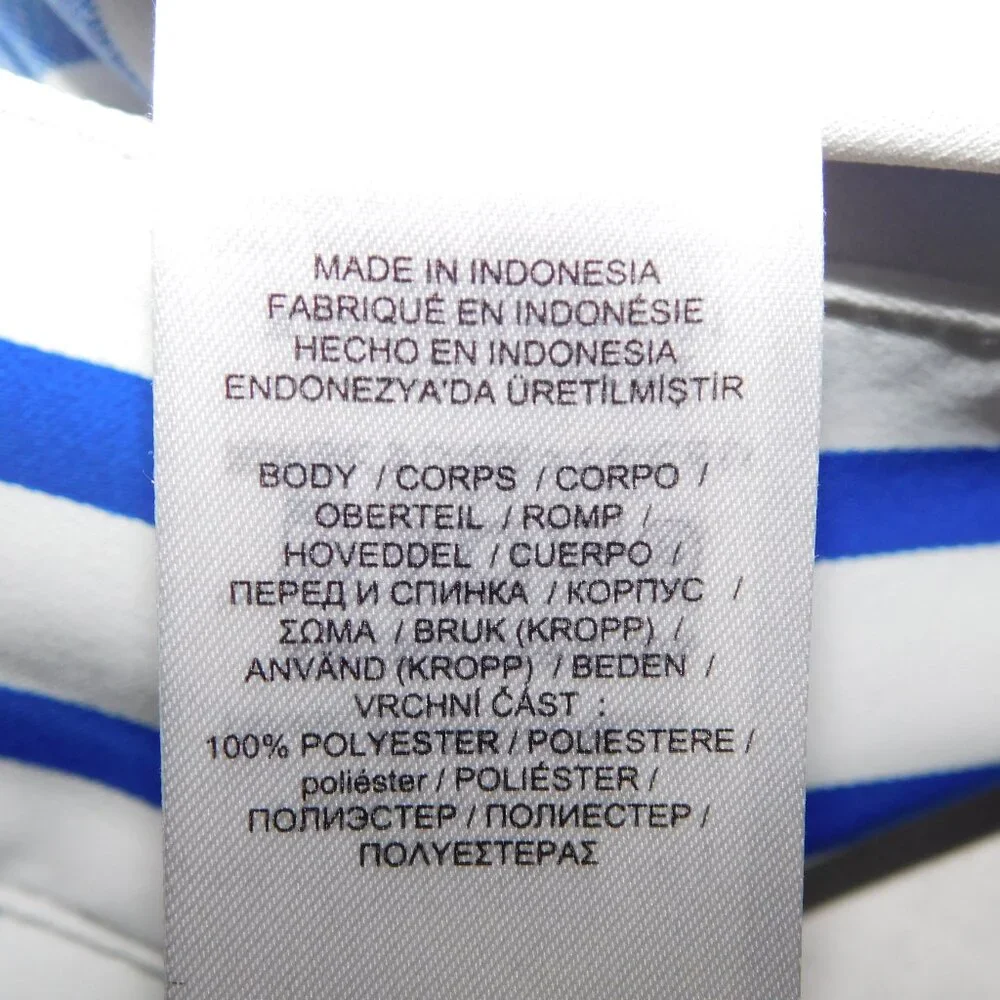 MADE IN INDONESIA
FABRIQUÉ EN INDONÉSIE
HECHO EN INDONESIA
ENDONEZYA'DA ÜRETİLMİŞTİR
BODY / CORPS / CORPO /
OBERTEIL / ROMP /
HOVEDDEL / CUERPO /
ПЕРЕД И СПИНКА / КОРПУС /
ΣΩΜΑ / BRUK (KROPP) /
ANVÄND (KROPP) / BEDEN /
VRCHNÍ ČÁST :
100% POLYESTER / POLIESTERE /
poliéster / POLIÉSTER /
ПОЛИЭСТЕР / ПОЛИЕСТЕР /
ΠΟΛΥΕΣΤΕΡΑΣ